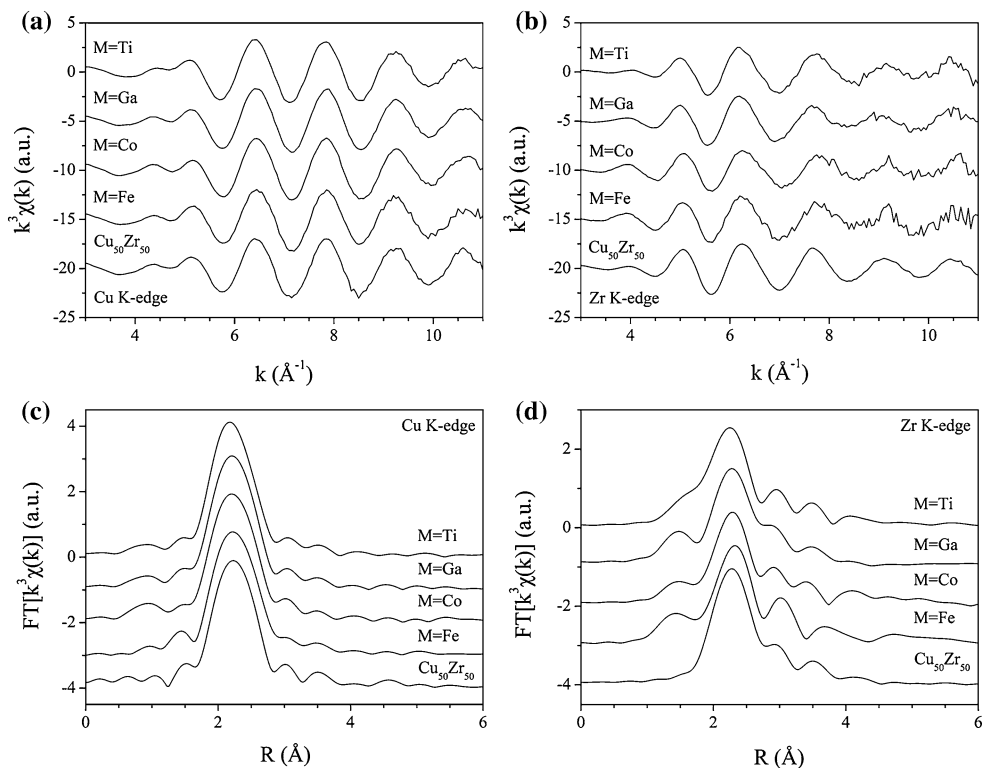 (a)
5
0
-5
-10
-15
-20
-25
k³χ(k) (a.u.)
M=Ti
M=Ga
M=Co
M=Fe
Cu₅₀Zr₅₀
Cu K-edge
4 6 8 10
k (Å⁻¹)
(b)
5
0
-5
-10
-15
-20
-25
k³χ(k) (a.u.)
M=Ti
M=Ga
M=Co
M=Fe
Cu₅₀Zr₅₀
Zr K-edge
4 6 8 10
k (Å⁻¹)
(c)
4
2
0
-2
-4
FT[k³χ(k)] (a.u.)
Cu K-edge
M=Ti
M=Ga
M=Co
M=Fe
Cu₅₀Zr₅₀
0 2 4 6
R (Å)
(d)
2
0
-2
-4
FT[k³χ(k)] (a.u.)
Zr K-edge
M=Ti
M=Ga
M=Co
M=Fe
Cu₅₀Zr₅₀
0 2 4 6
R (Å)